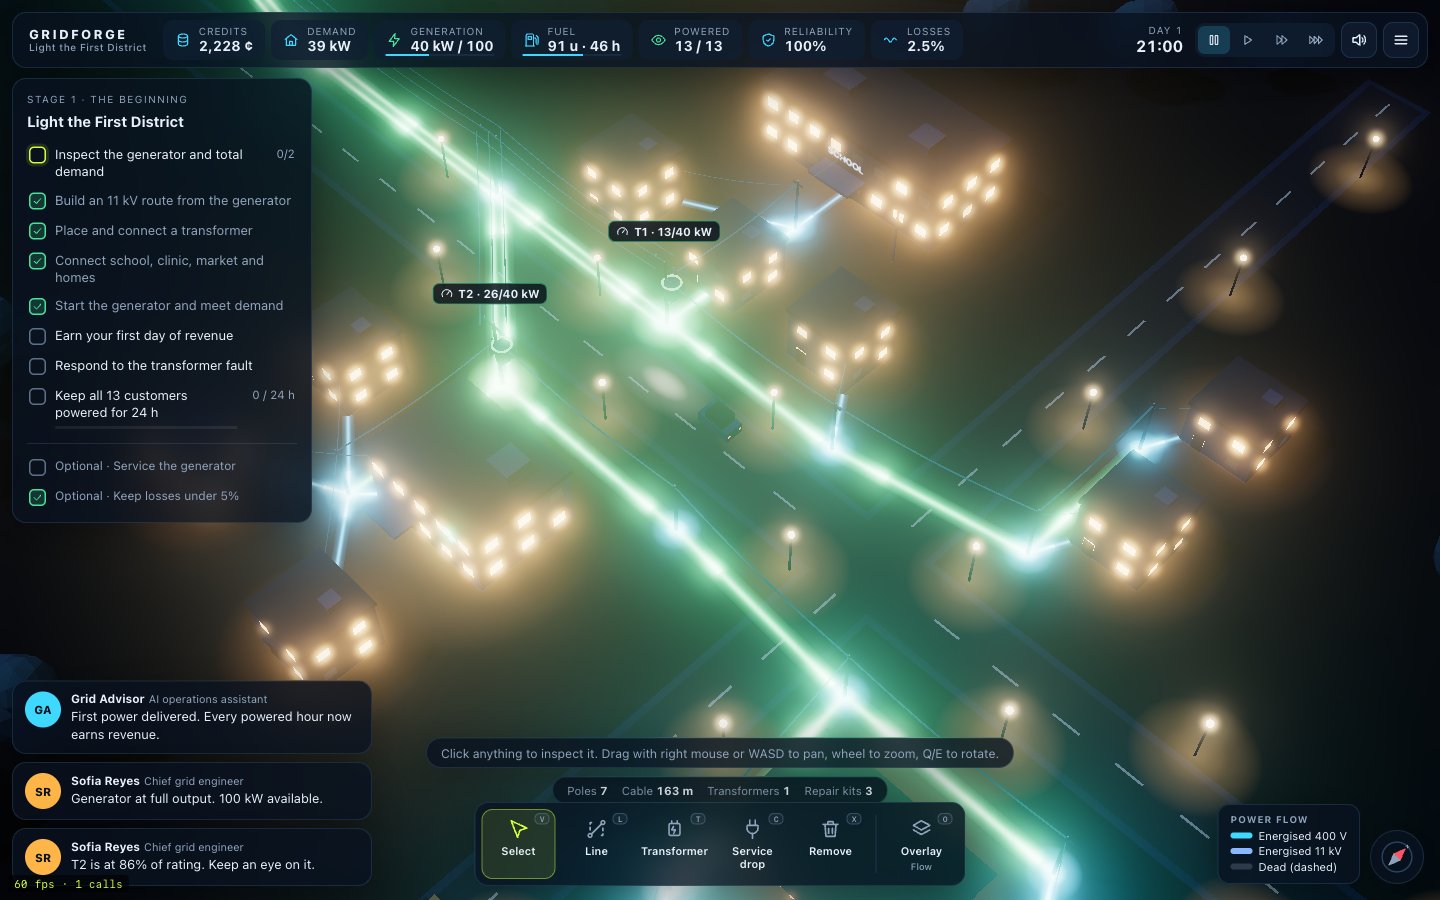 GRIDFORGE
Light the First District
CREDITS
2,228 ¢
DEMAND
39 kW
GENERATION
40 kW / 100
FUEL
91 u · 46 h
POWERED
13 / 13
RELIABILITY
100%
LOSSES
2.5%
DAY 1
21:00
STAGE 1 · THE BEGINNING
Light the First District
Inspect the generator and total 0/2
demand
Build an 11 kV route from the generator
Place and connect a transformer
Connect school, clinic, market and
homes
Start the generator and meet demand
Earn your first day of revenue
Respond to the transformer fault
Keep all 13 customers 0 / 24 h
powered for 24 h
Optional · Service the generator
Optional · Keep losses under 5%
SCHOOL
T1 · 13/40 kW
T2 · 26/40 kW
GA
Grid Advisor AI operations assistant
First power delivered. Every powered hour now
earns revenue.
SR
Sofia Reyes Chief grid engineer
Generator at full output. 100 kW available.
SR
Sofia Reyes Chief grid engineer
T2 is at 86% of rating. Keep an eye on it.
60 fps · 1 calls
Click anything to inspect it. Drag with right mouse or WASD to pan, wheel to zoom, Q/E to rotate.
Poles 7 Cable 163 m Transformers 1 Repair kits 3
V
Select
L
Line
T
Transformer
C
Service
drop
X
Remove
O
Overlay
Flow
POWER FLOW
Energised 400 V
Energised 11 kV
Dead (dashed)